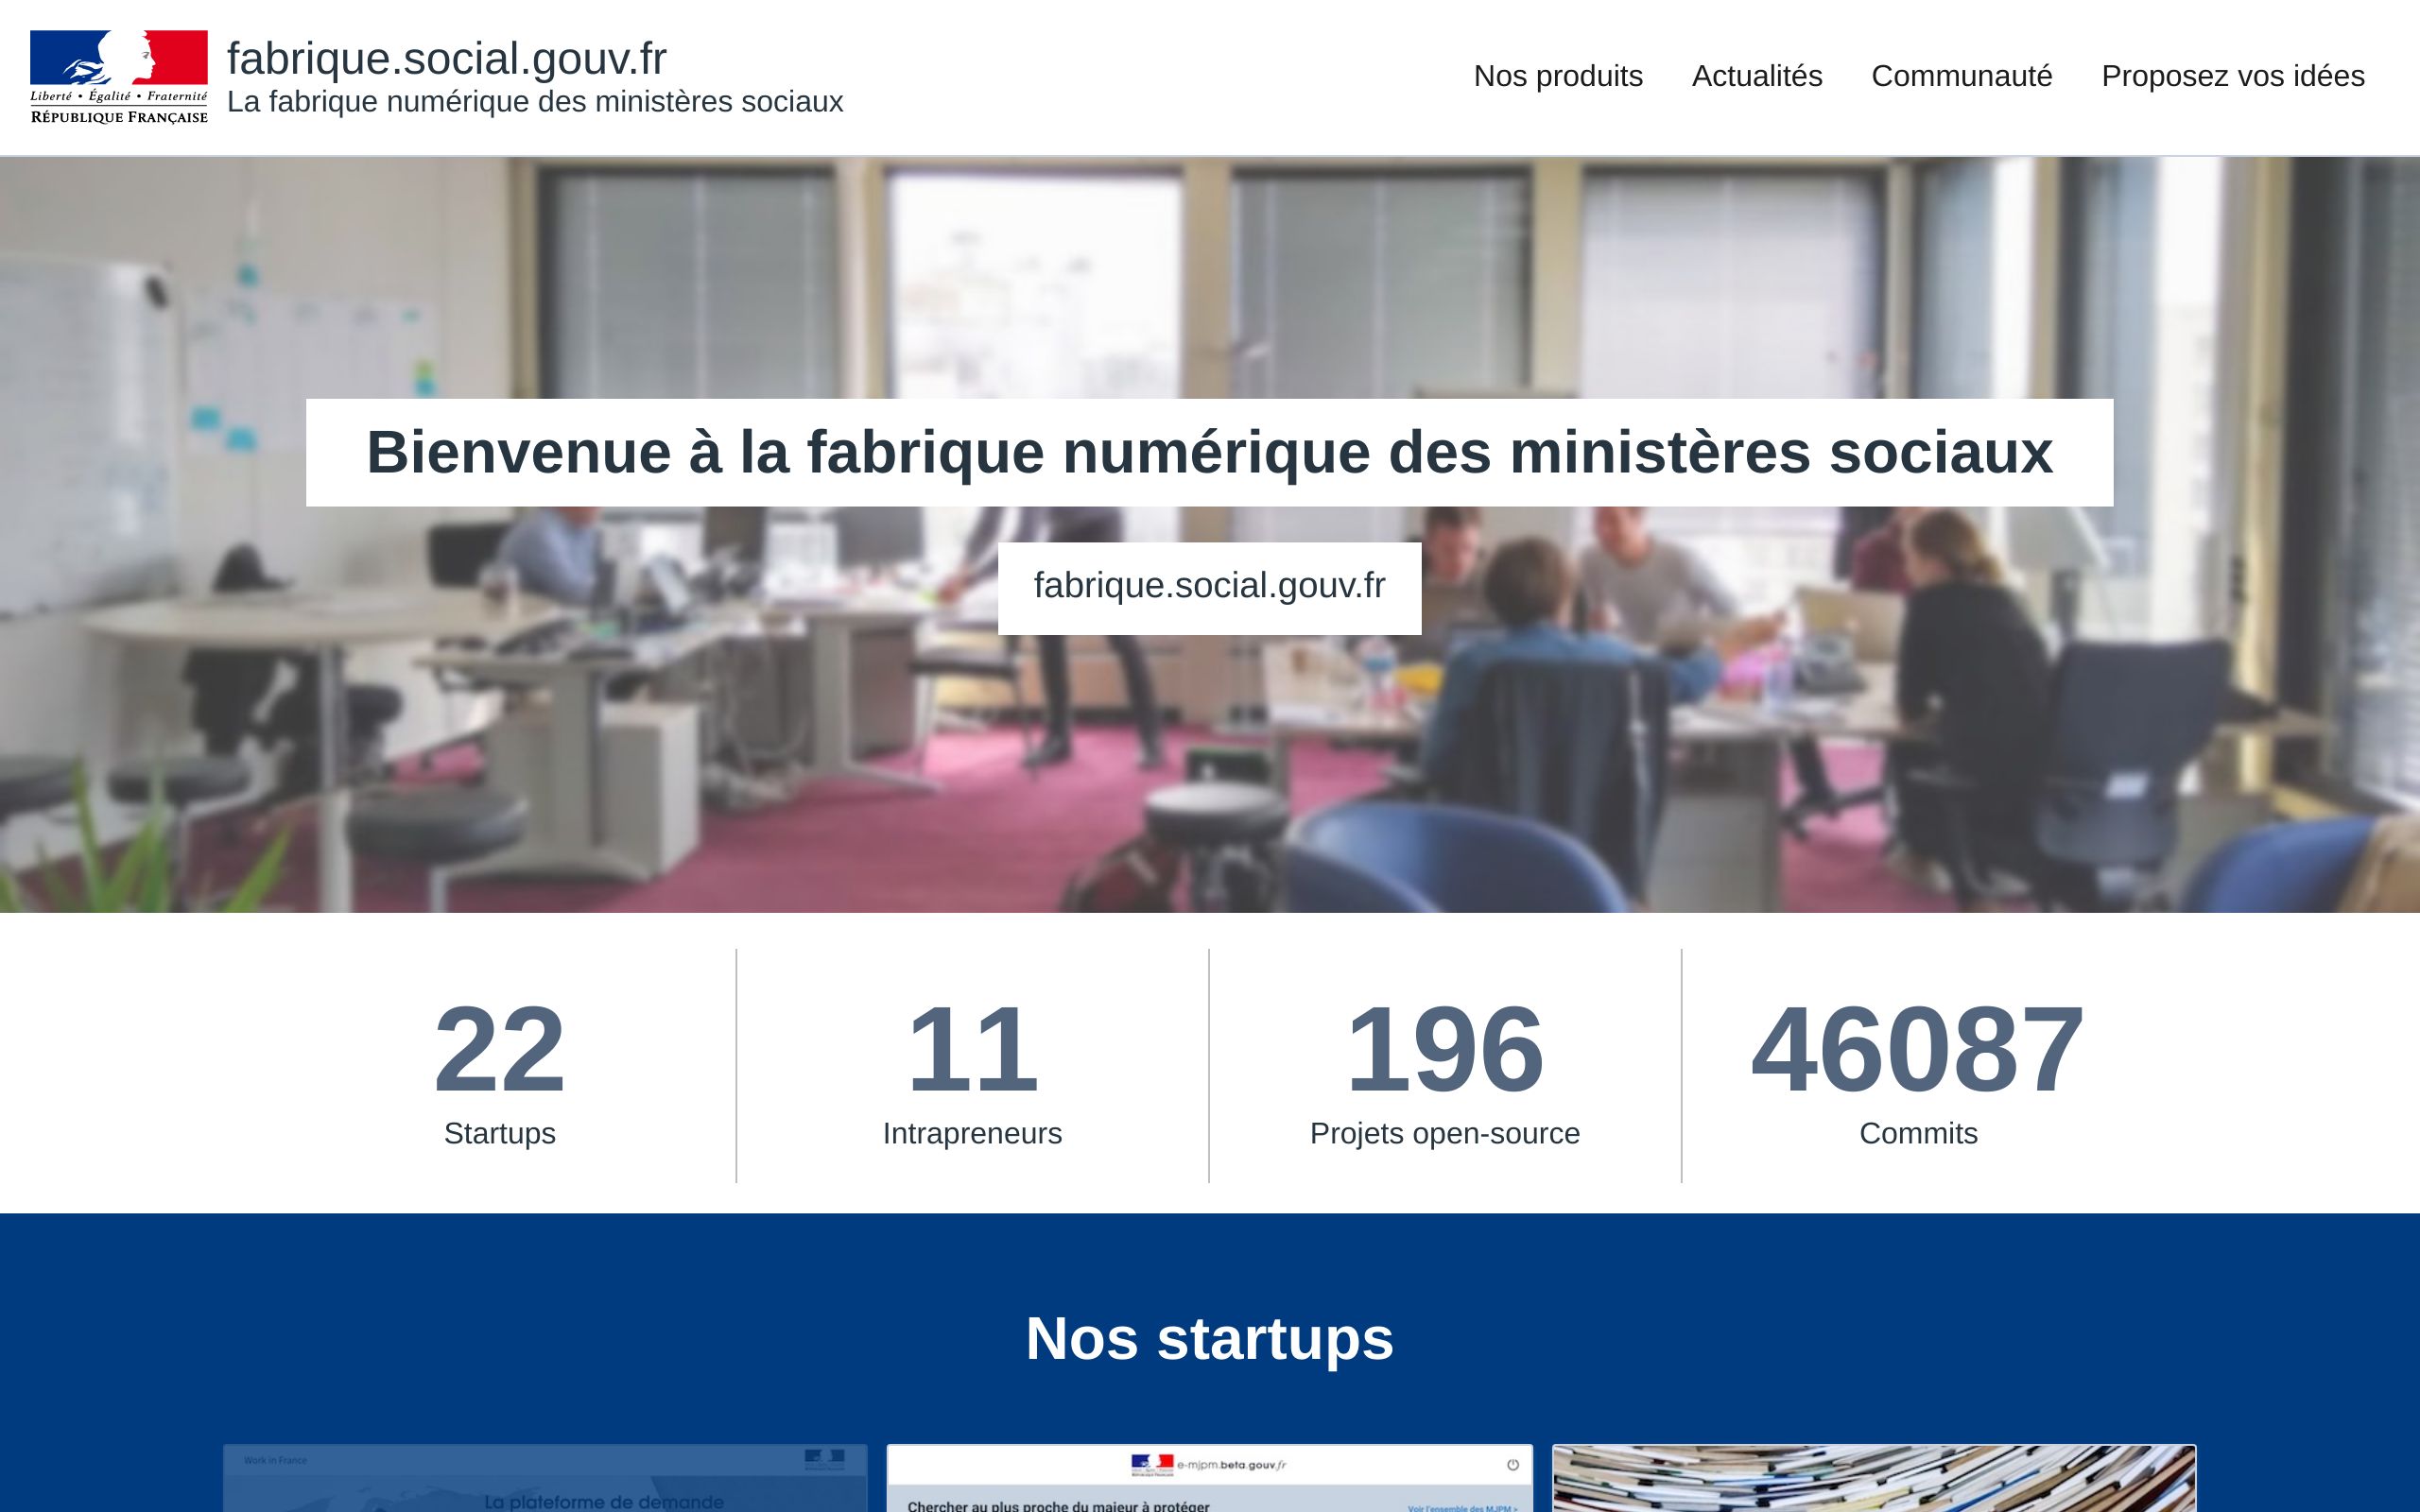 Liberté • Égalité • Fraternité
RÉPUBLIQUE FRANÇAISE
fabrique.social.gouv.fr
La fabrique numérique des ministères sociaux
Nos produits
Actualités
Communauté
Proposez vos idées
Bienvenue à la fabrique numérique des ministères sociaux
fabrique.social.gouv.fr
22
Startups
11
Intrapreneurs
196
Projets open-source
46087
Commits
Nos startups
Work in France
La plateforme de demande
e-mjpm.beta.gouv.fr
Chercher au plus proche du majeur à protéger
Voir l'ensemble des MJPM >